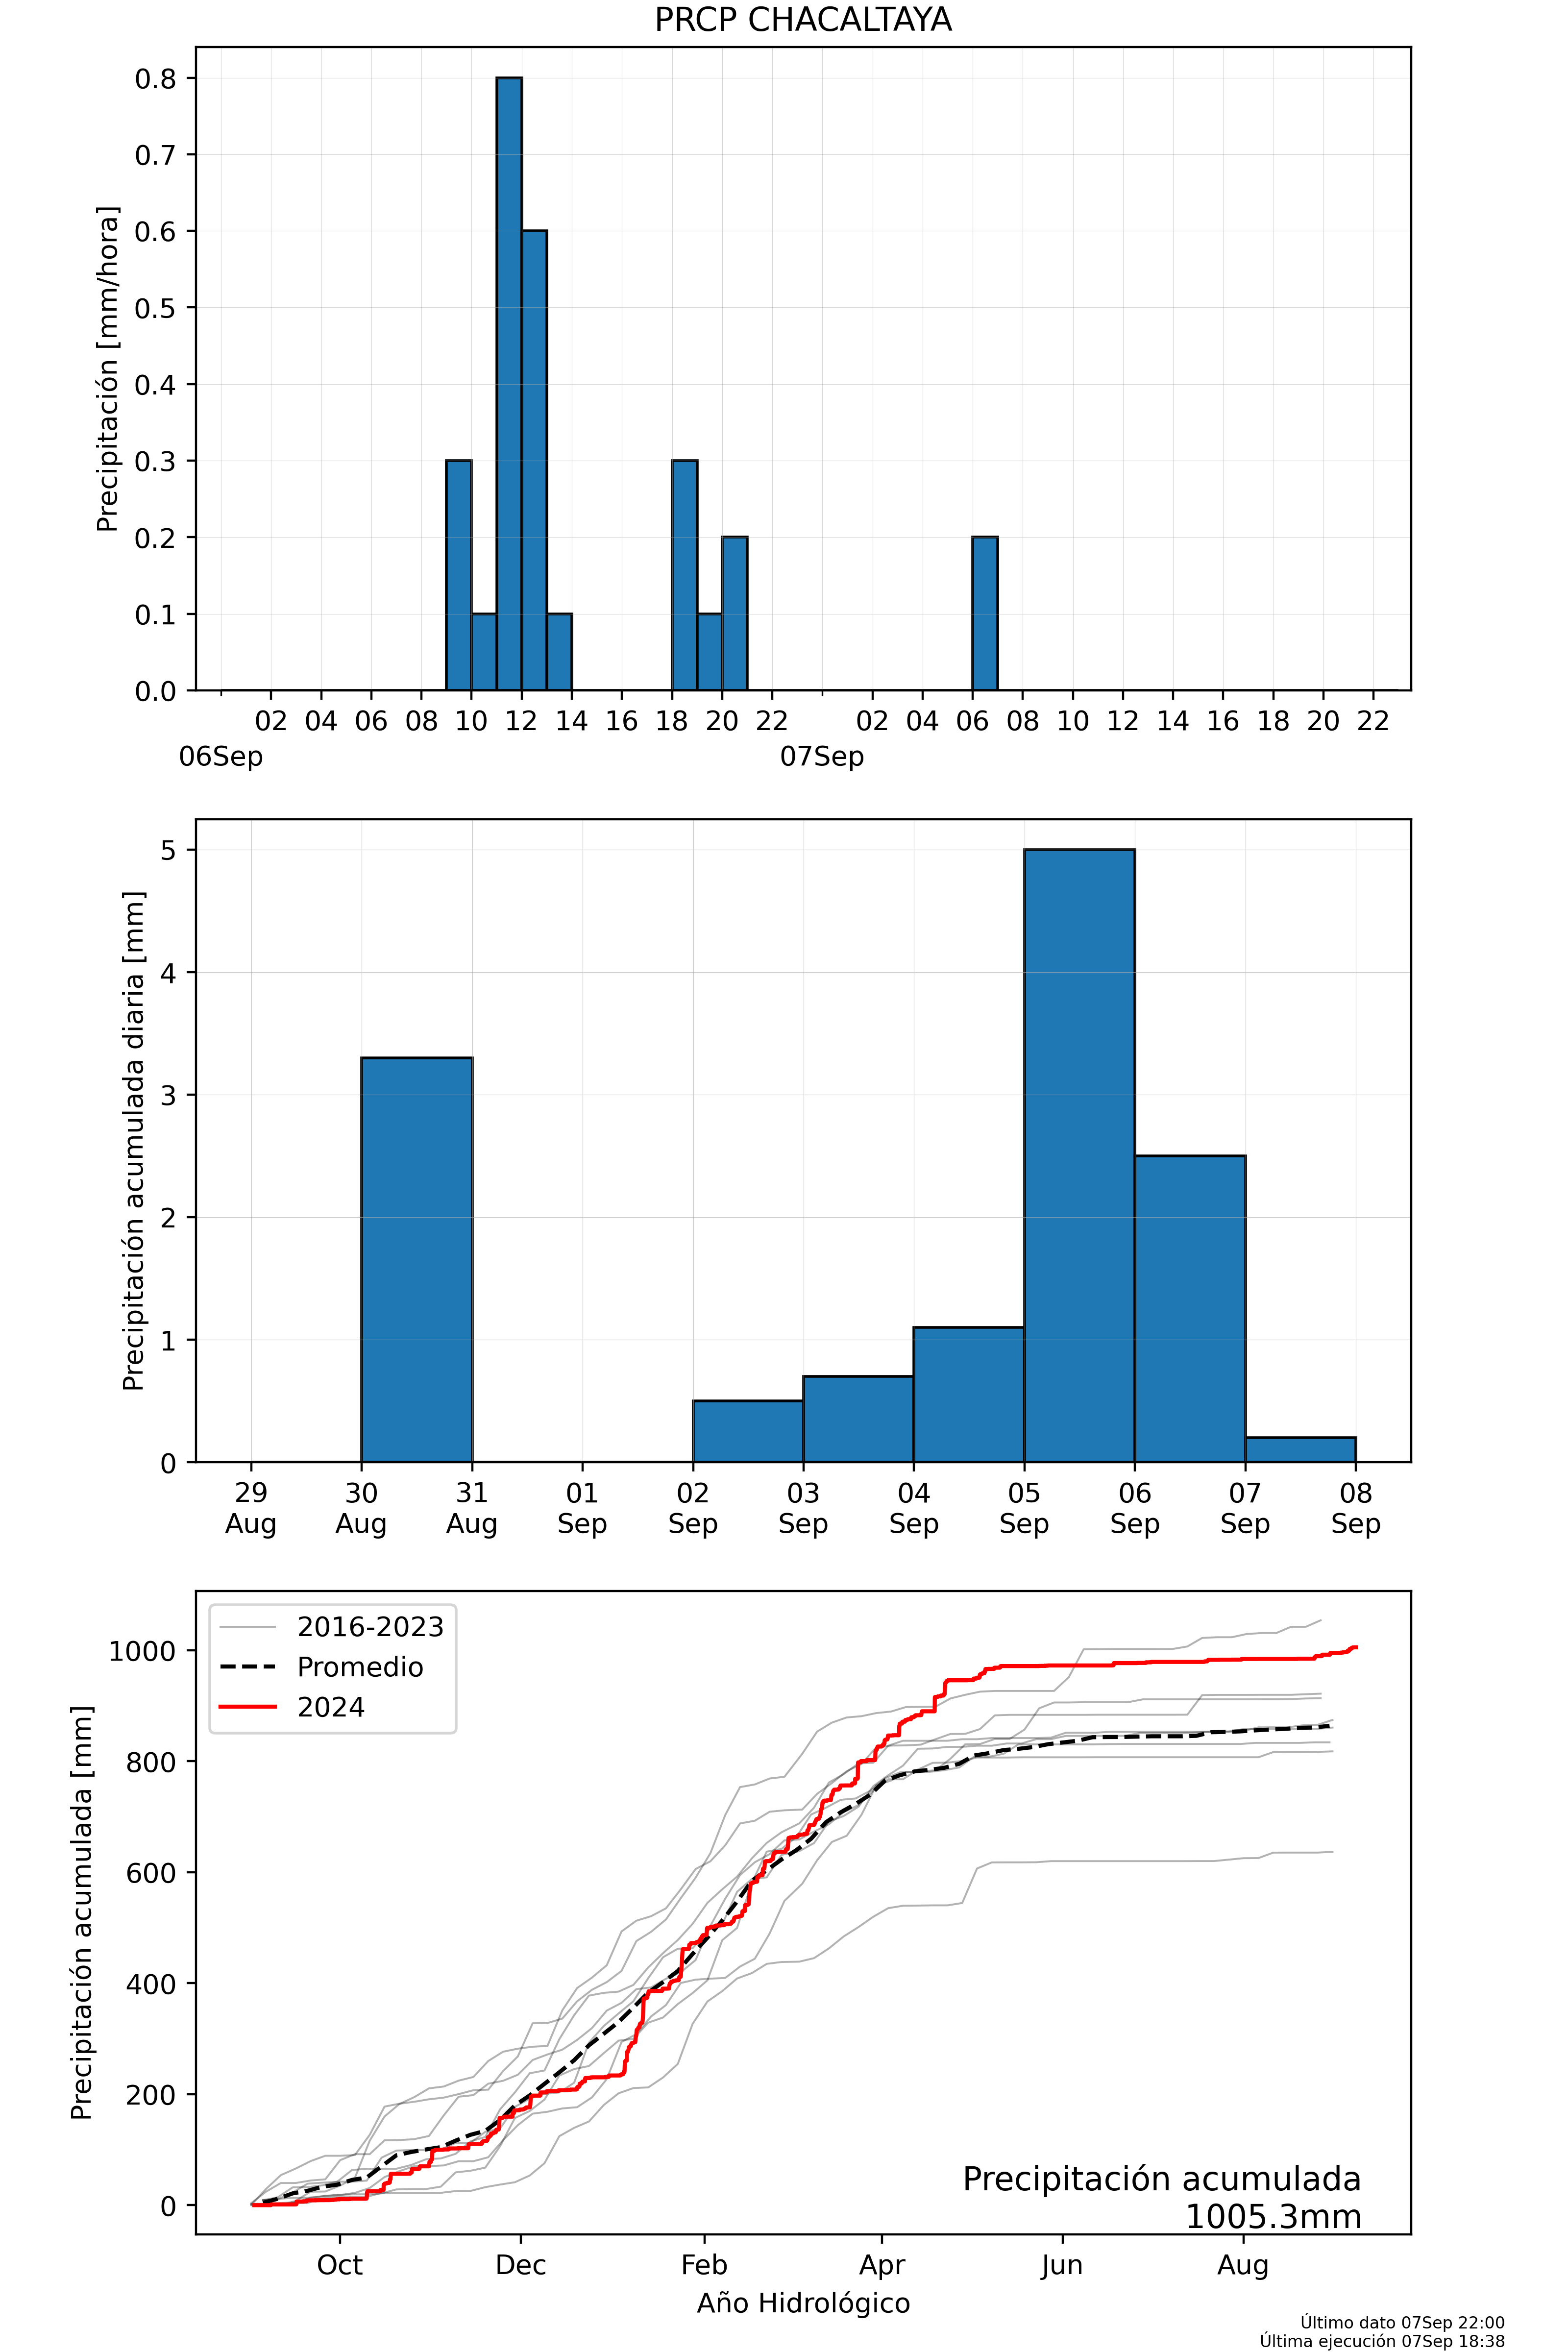 PRCP CHACALTAYA
Precipitación [mm/hora]
0.8
0.7
0.6
0.5
0.4
0.3
0.2
0.1
0.0
02 04 06 08 10 12 14 16 18 20 22 02 04 06 08 10 12 14 16 18 20 22
06Sep 07Sep
Precipitación acumulada diaria [mm]
5
4
3
2
1
0
29 30 31 01 02 03 04 05 06 07 08
Aug Aug Aug Sep Sep Sep Sep Sep Sep Sep Sep
Precipitación acumulada [mm]
1000
800
600
400
200
0
2016-2023
Promedio
2024
Precipitación acumulada
1005.3mm
Oct Dec Feb Apr Jun Aug
Año Hidrológico
Último dato 07Sep 22:00
Última ejecución 07Sep 18:38